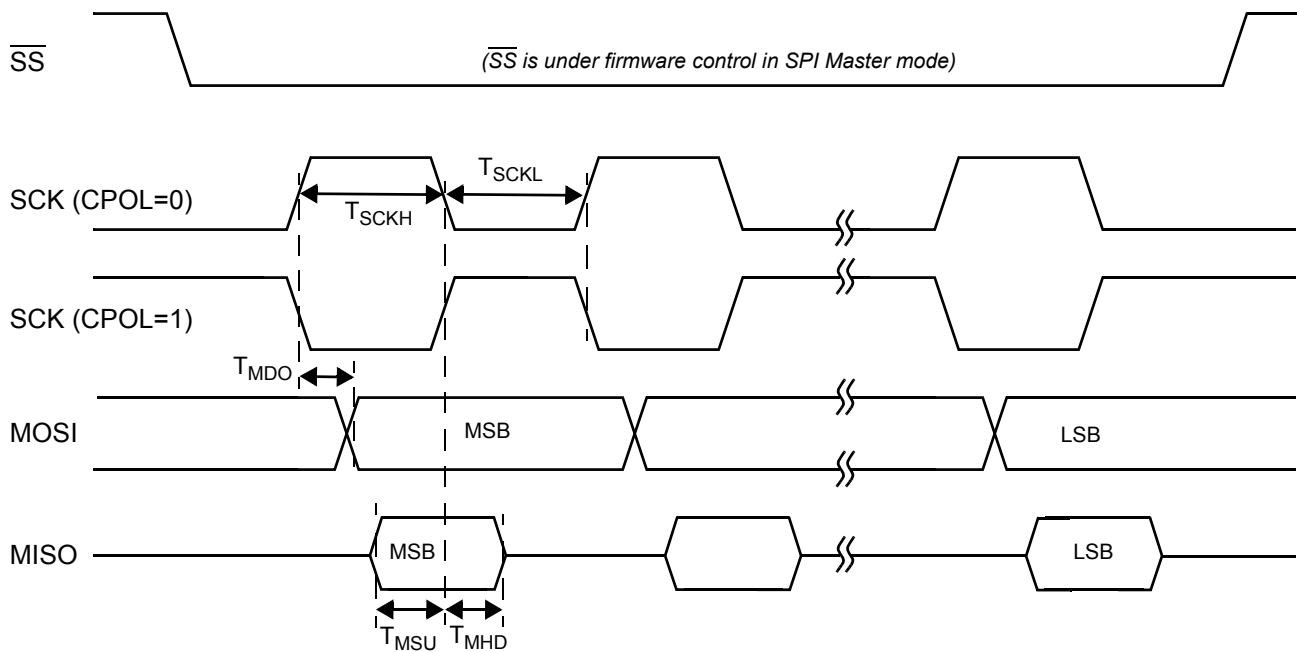 SS
(SS is under firmware control in SPI Master mode)
SCK (CPOL=0)
TSCKH
TSCKL
SCK (CPOL=1)
TMDO
MOSI
MSB
LSB
MISO
MSB
LSB
TMSU
TMHD